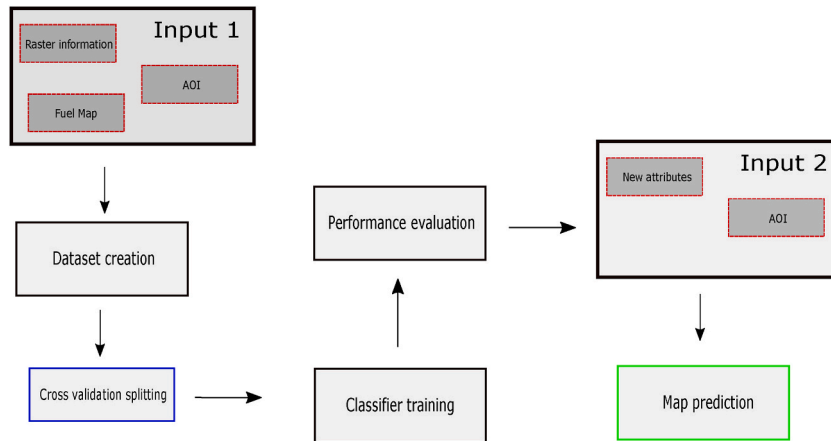 Input 1
Raster information
AOI
Fuel Map
Dataset creation
Cross validation splitting
Classifier training
Performance evaluation
Input 2
New attributes
AOI
Map prediction